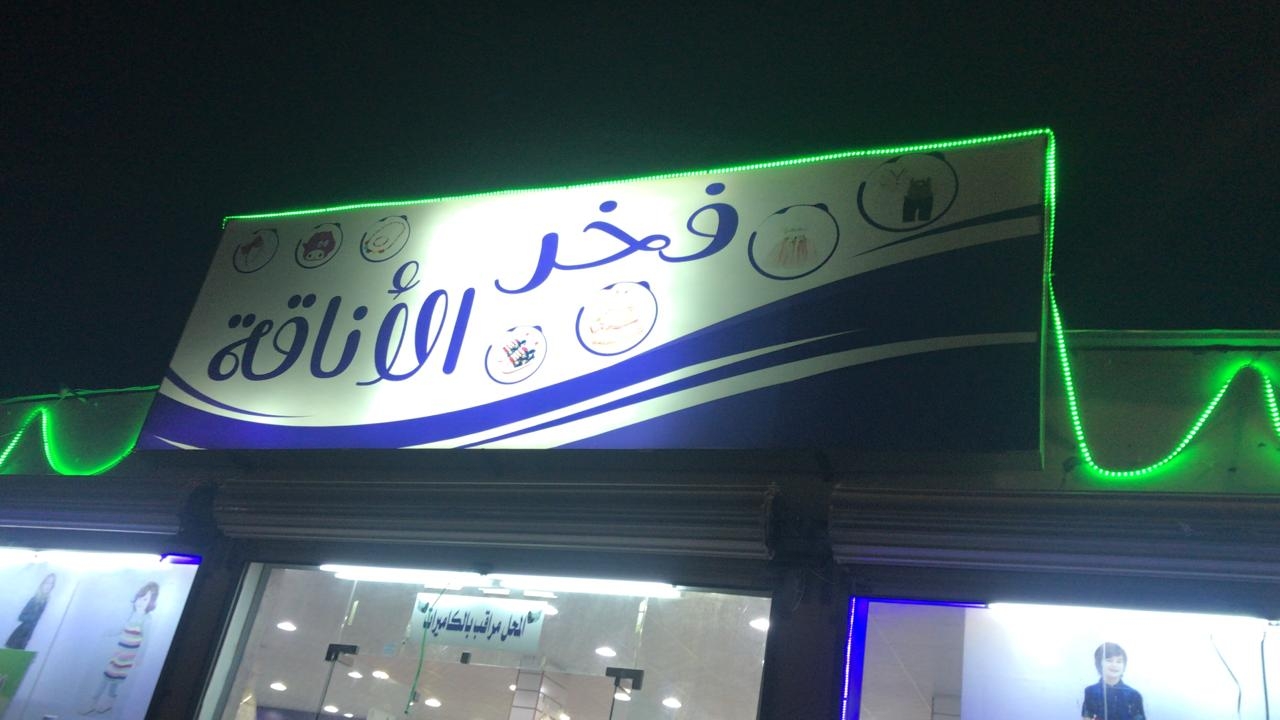 فخر
الأناقة
المحل مراقب بالكاميرات